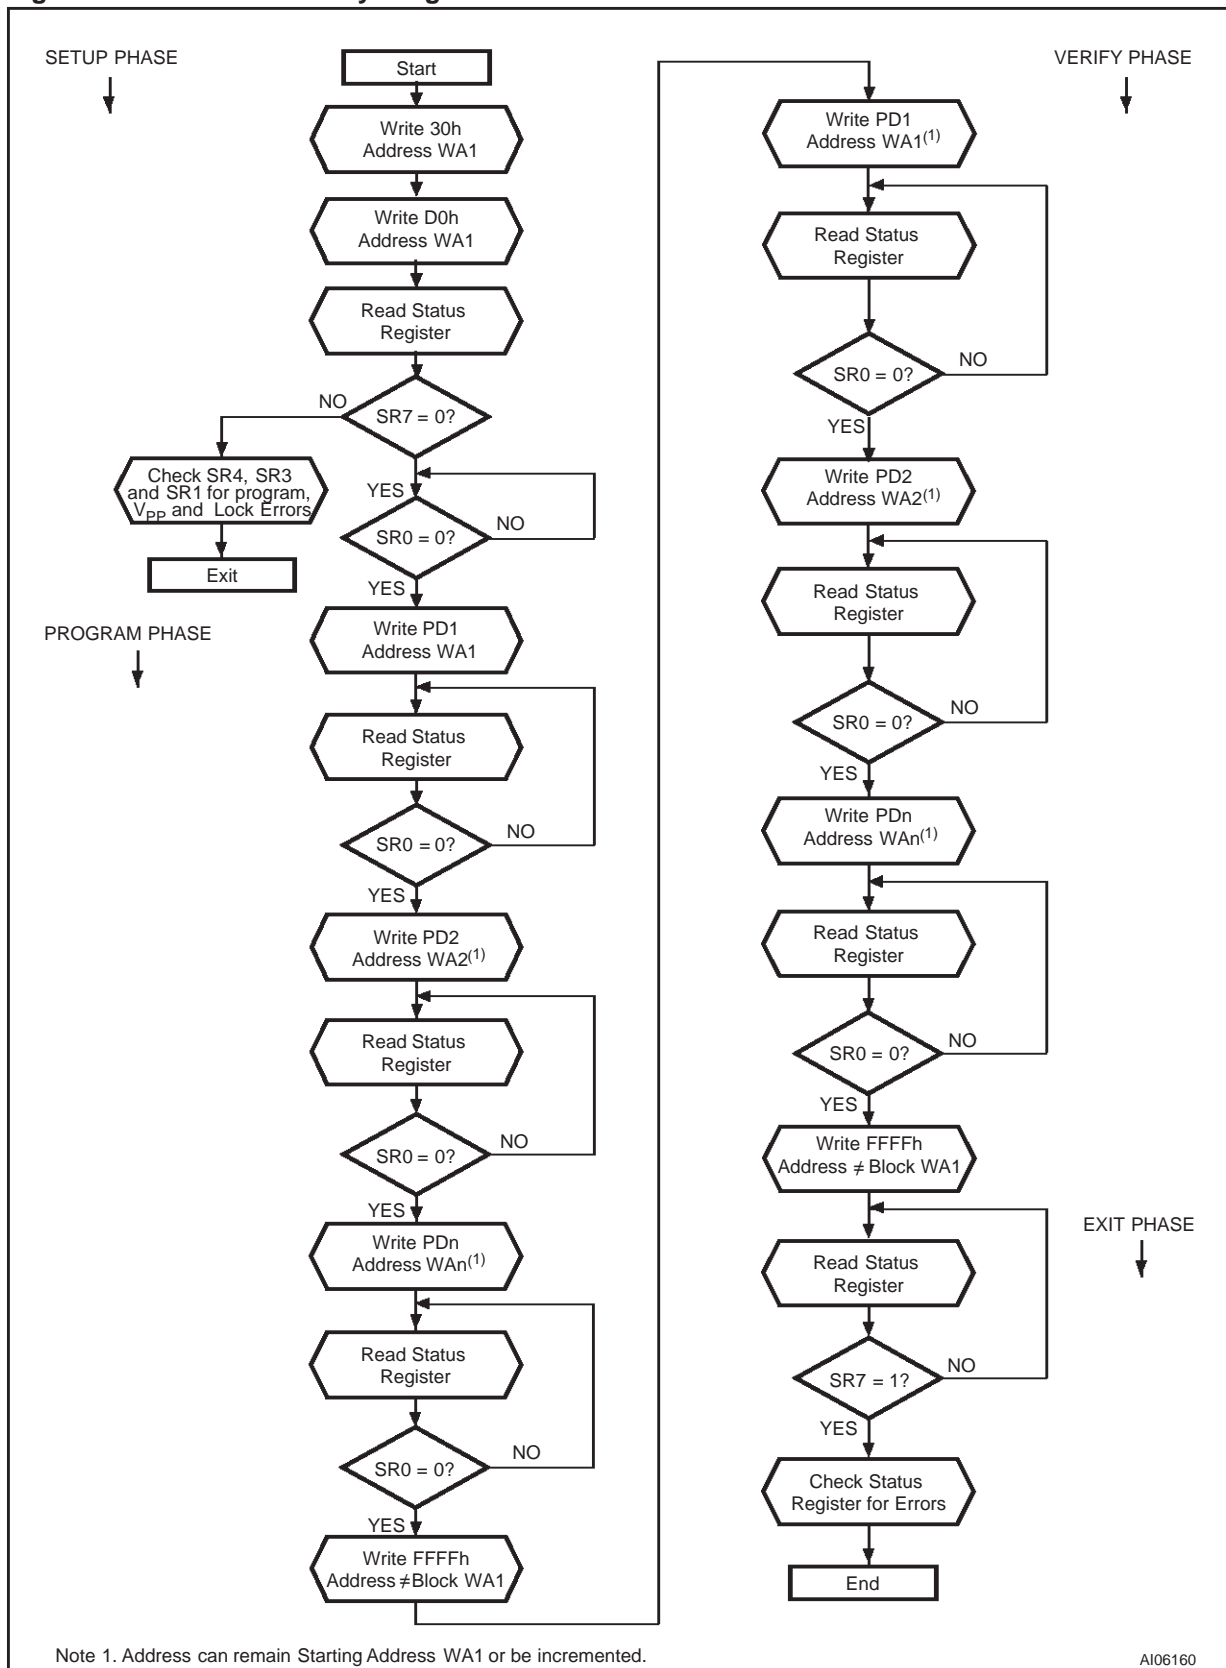 SETUP PHASE
Start
Write 30h
Address WA1
Write D0h
Address WA1
Read Status
Register
NO
SR7 = 0?
Check SR4, SR3
and SR1 for program,
VPP and Lock Errors
Exit
YES
NO
SR0 = 0?
YES
PROGRAM PHASE
Write PD1
Address WA1
Read Status
Register
NO
SR0 = 0?
YES
Write PD2
Address WA2(1)
Read Status
Register
NO
SR0 = 0?
YES
Write PDn
Address WAn(1)
Read Status
Register
NO
SR0 = 0?
YES
Write FFFFh
Address ≠Block WA1
VERIFY PHASE
Write PD1
Address WA1(1)
Read Status
Register
NO
SR0 = 0?
YES
Write PD2
Address WA2(1)
Read Status
Register
NO
SR0 = 0?
YES
Write PDn
Address WAn(1)
Read Status
Register
NO
SR0 = 0?
YES
Write FFFFh
Address ≠ Block WA1
EXIT PHASE
Read Status
Register
NO
SR7 = 1?
YES
Check Status
Register for Errors
End
Note 1. Address can remain Starting Address WA1 or be incremented.
AI06160